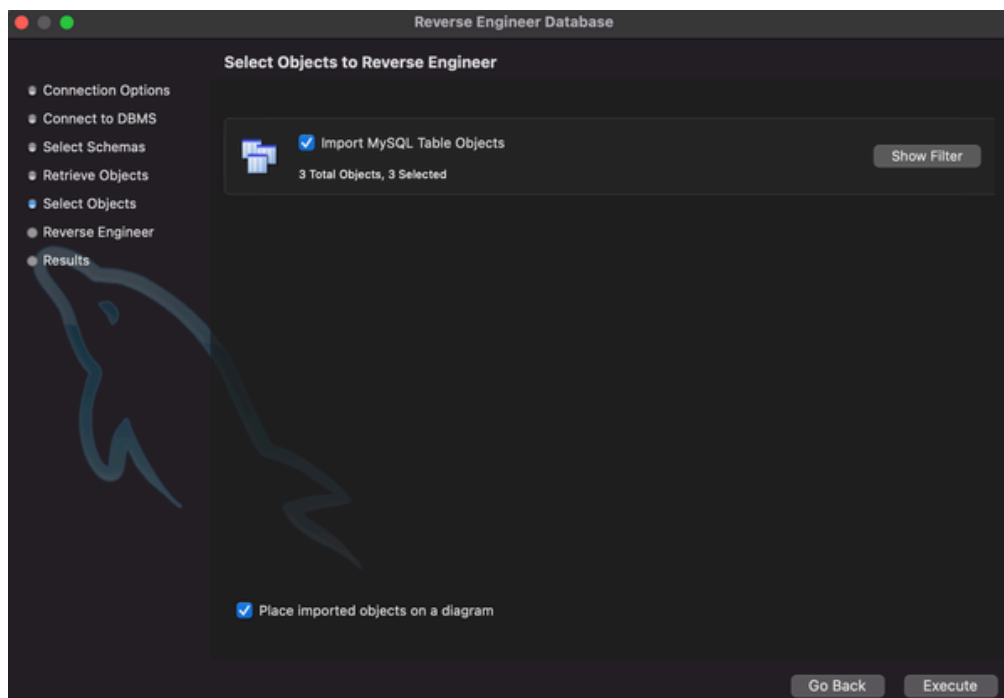 Reverse Engineer Database
Select Objects to Reverse Engineer
Connection Options
Connect to DBMS
Select Schemas
Retrieve Objects
Select Objects
Reverse Engineer
Results
Import MySQL Table Objects
3 Total Objects, 3 Selected
Show Filter
Place imported objects on a diagram
Go Back
Execute